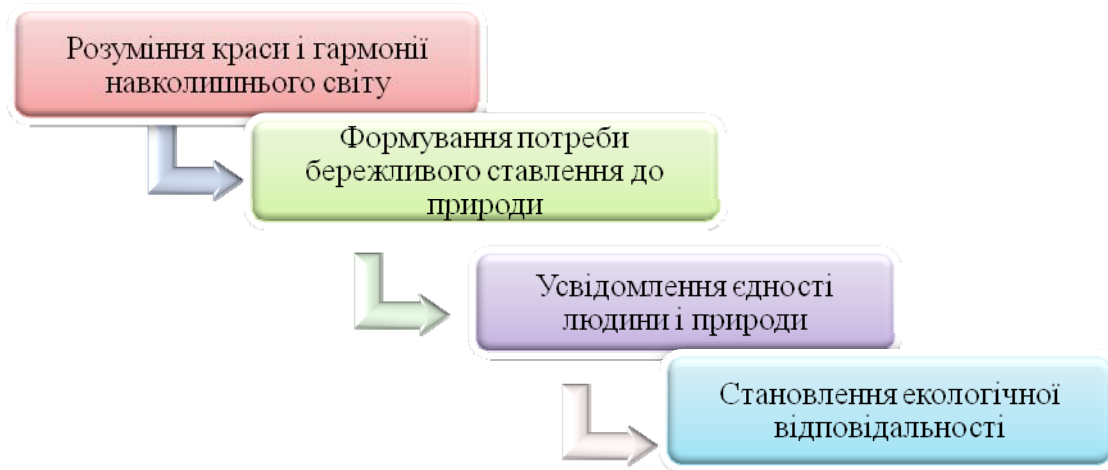 Розуміння краси і гармонії
навколишнього світу
Формування потреби
бережливого ставлення до
природи
Усвідомлення єдності
людини і природи
Становлення екологічної
відповідальності